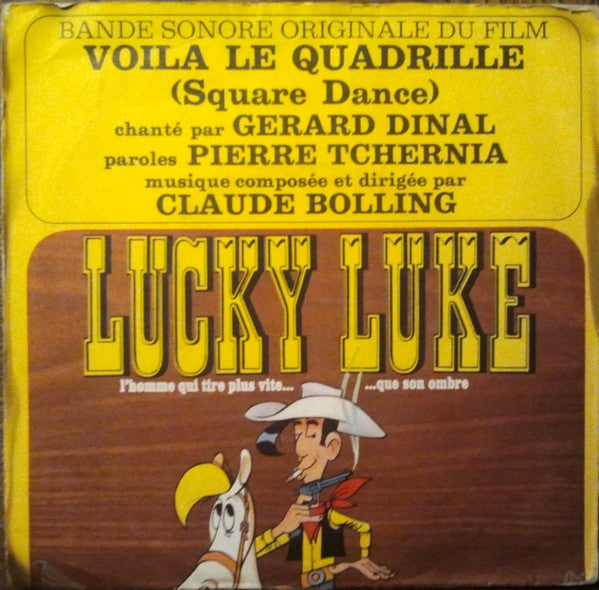 BANDE SONORE ORIGINALE DU FILM
VOILA LE QUADRILLE
(Square Dance)
chanté par GERARD DINAL
paroles PIERRE TCHERNIA
musique composée et dirigée par
CLAUDE BOLLING
LUCKY LUKE
l'homme qui tire plus vite... ...que son ombre